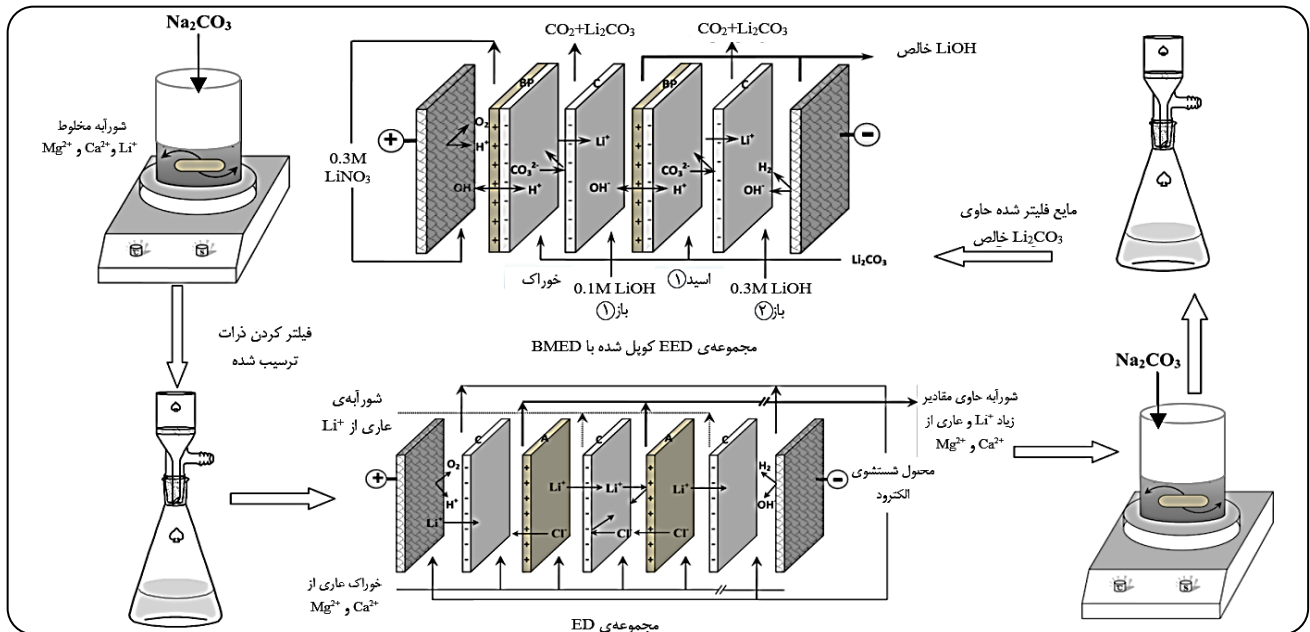 Na₂CO₃
شورآبه مخلوط
Li⁺ و Ca²⁺ و Mg²⁺
فیلتر کردن ذرات
ترسیب شده
CO₂+Li₂CO₃
CO₂+Li₂CO₃
LiOH خالص
0.3M
LiNO₃
BP
C
BP
C
+
O₂
H⁺
OH⁻
H⁺
CO₃²⁻
Li⁺
OH⁻
H⁺
CO₃²⁻
Li⁺
H₂
OH⁻
−
Li₂CO₃
خوراک
0.1M LiOH
باز①
اسید①
0.3M LiOH
باز②
مجموعه‌ی EED کوپل شده با BMED
مایع فلیتر شده حاوی
Li₂CO₃ خالص
Na₂CO₃
شورآبه‌ی
عاری از Li⁺
C
A
C
A
C
+
O₂
H⁺
Li⁺
Li⁺
Li⁺
Li⁺
Cl⁻
Cl⁻
Cl⁻
H₂
OH⁻
−
شورآبه حاوی مقادیر
زیاد Li⁺ و عاری از
Ca²⁺ و Mg²⁺
محلول شستشوی
الکترود
خوراک عاری از
Ca²⁺ و Mg²⁺
مجموعه‌ی ED
C
S